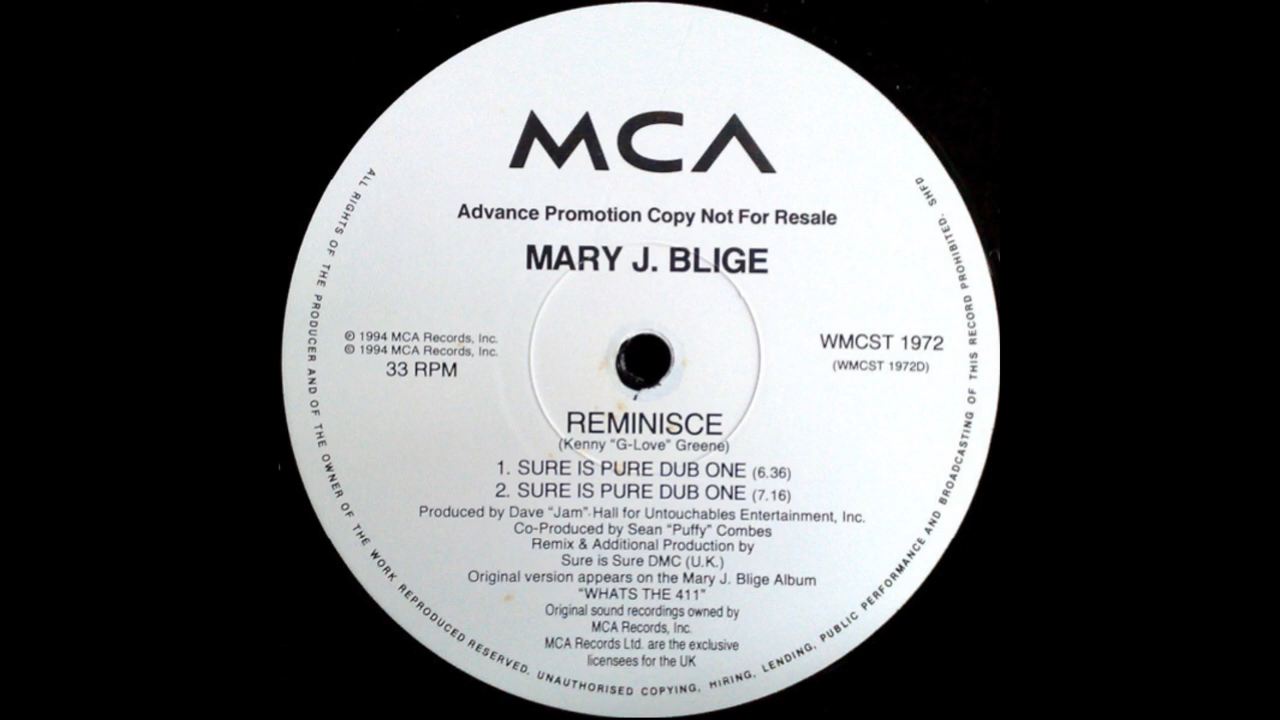 MCA
Advance Promotion Copy Not For Resale
MARY J. BLIGE
℗ 1994 MCA Records, Inc.
© 1994 MCA Records, Inc.
33 RPM
WMCST 1972
(WMCST 1972D)
REMINISCE
(Kenny "G-Love" Greene)
1. SURE IS PURE DUB ONE (6.36)
2. SURE IS PURE DUB ONE (7.16)
Produced by Dave "Jam" Hall for Untouchables Entertainment, Inc.
Co-Produced by Sean "Puffy" Combes
Remix & Additional Production by
Sure is Sure DMC (U.K.)
Original version appears on the Mary J. Blige Album
"WHATS THE 411"
Original sound recordings owned by
MCA Records, Inc.
MCA Records Ltd. are the exclusive
licensees for the UK
ALL RIGHTS OF THE PRODUCER AND OF THE OWNER OF THE WORK REPRODUCED RESERVED. UNAUTHORISED COPYING, HIRING, LENDING, PUBLIC PERFORMANCE AND BROADCASTING OF THIS RECORD PROHIBITED. SHFD